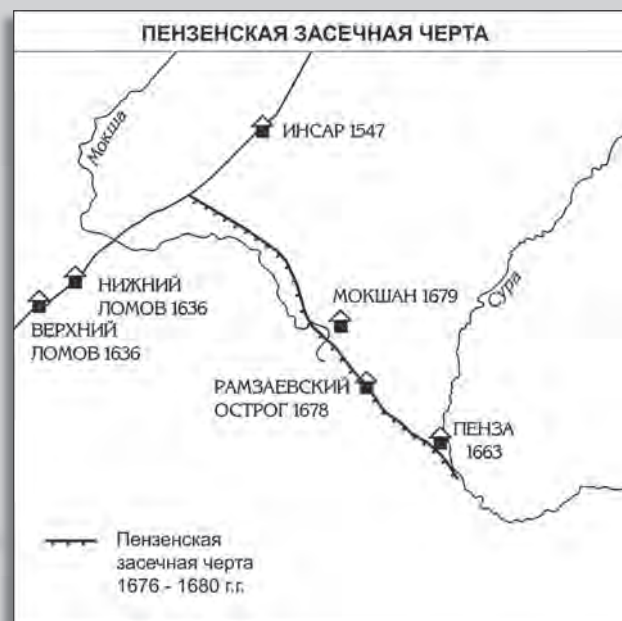 ПЕНЗЕНСКАЯ ЗАСЕЧНАЯ ЧЕРТА
Мокша
ИНСАР 1547
НИЖНИЙ
ЛОМОВ 1636
ВЕРХНИЙ
ЛОМОВ 1636
МОКШАН 1679
Сура
РАМЗАЕВСКИЙ
ОСТРОГ 1678
ПЕНЗА
1663
Пензенская
засечная черта
1676 - 1680 г.г.